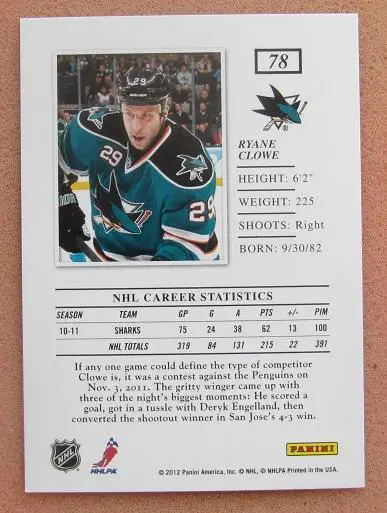 78
29
29
29
RYANE
CLOWE
HEIGHT: 6'2"
WEIGHT: 225
SHOOTS: Right
BORN: 9/30/82
NHL CAREER STATISTICS
SEASON TEAM GP G A PTS +/- PIM
10-11 SHARKS 75 24 38 62 13 100
NHL TOTALS 319 84 131 215 22 391
If any one game could define the type of competitor
Clowe is, it was a contest against the Penguins on
Nov. 3, 2011. The gritty winger came up with
three of the night's biggest moments: He scored a
goal, got in a tussle with Deryk Engelland, then
converted the shootout winner in San Jose's 4-3 win.
NHL
NHLPA
PANINI
© 2012 Panini America, Inc. © NHL, © NHLPA Printed in the USA.